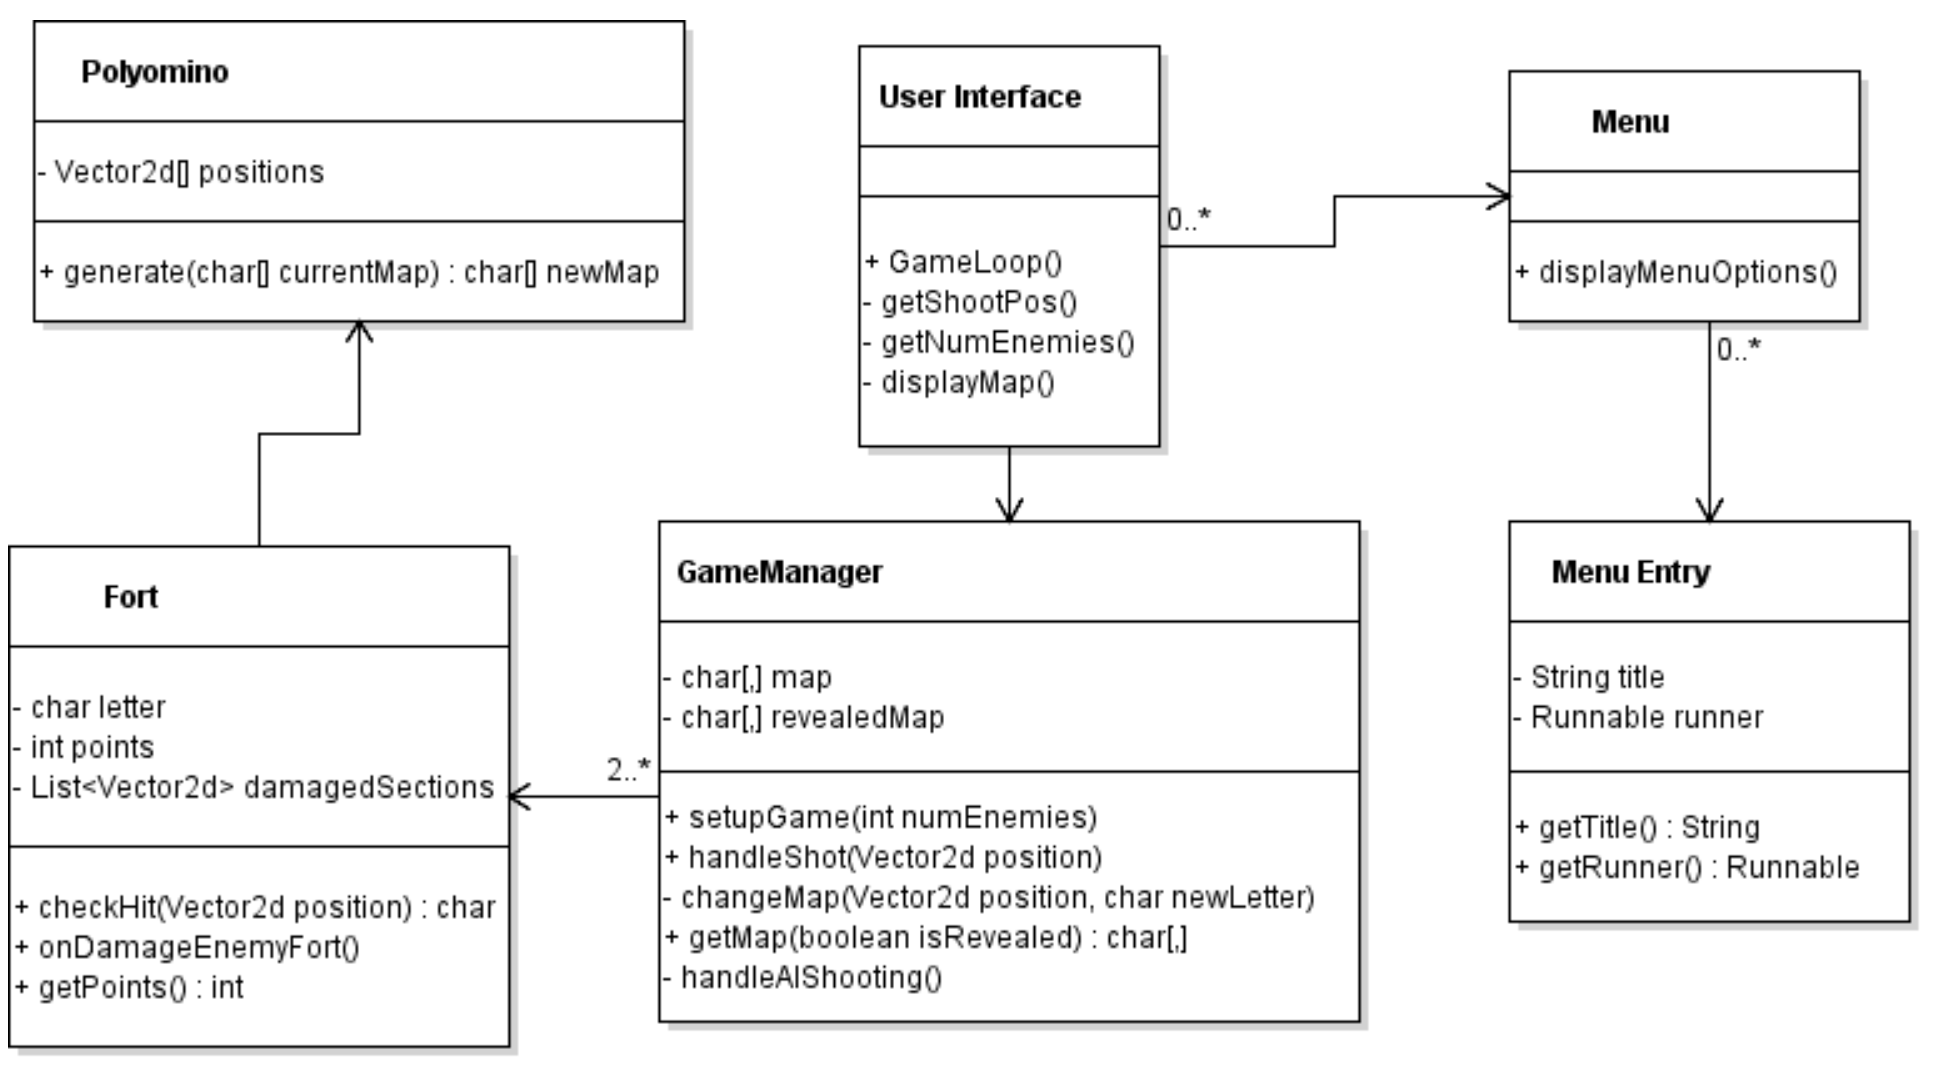 Polyomino
- Vector2d[] positions
+ generate(char[] currentMap) : char[] newMap
User Interface
+ GameLoop()
- getShootPos()
- getNumEnemies()
- displayMap()
0..*
Menu
+ displayMenuOptions()
0..*
Fort
- char letter
- int points
- List<Vector2d> damagedSections
+ checkHit(Vector2d position) : char
+ onDamageEnemyFort()
+ getPoints() : int
2..*
GameManager
- char[,] map
- char[,] revealedMap
+ setupGame(int numEnemies)
+ handleShot(Vector2d position)
- changeMap(Vector2d position, char newLetter)
+ getMap(boolean isRevealed) : char[,]
- handleAIShooting()
Menu Entry
- String title
- Runnable runner
+ getTitle() : String
+ getRunner() : Runnable